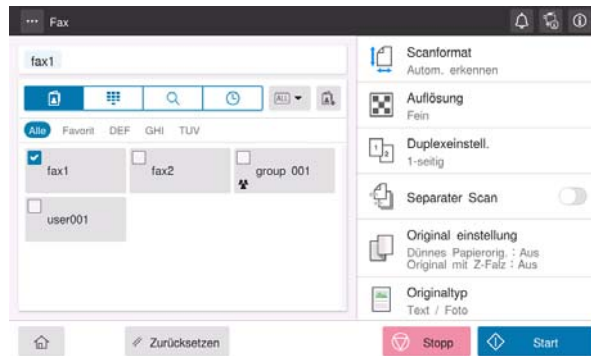 Fax
fax1
ALL
Alle Favorit DEF GHI TUV
fax1
fax2
group 001
user001
Scanformat
Autom. erkennen
Auflösung
Fein
Duplexeinstell.
1-seitig
Separater Scan
Original einstellung
Dünnes Papierorig. : Aus
Original mit Z-Falz : Aus
Originaltyp
Text / Foto
Zurücksetzen
Stopp
Start